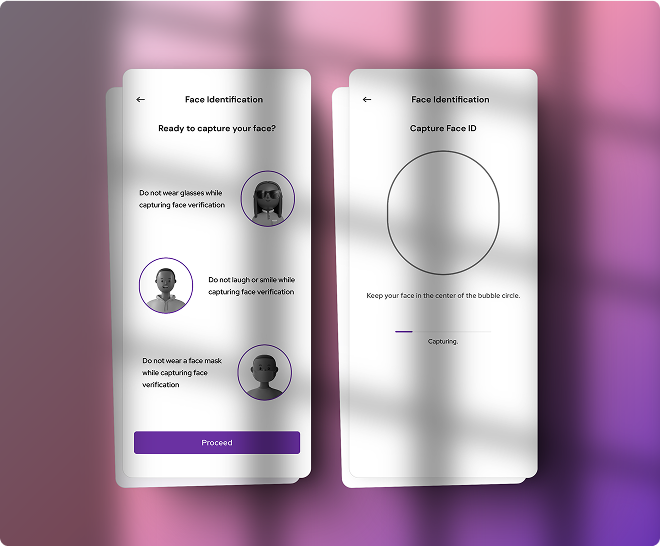 Face Identification
Ready to capture your face?
Do not wear glasses while
capturing face verification
Do not laugh or smile while
capturing face verification
Do not wear a face mask
while capturing face
verification
Proceed
Face Identification
Capture Face ID
Keep your face in the center of the bubble circle.
Capturing.